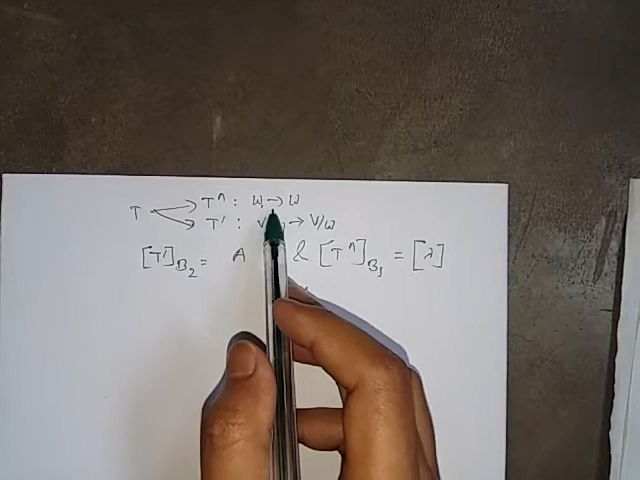 T → T^ : W → W
→ T' : V → V/W
[T']B₂ = A & [T^]B₁ = [λ]